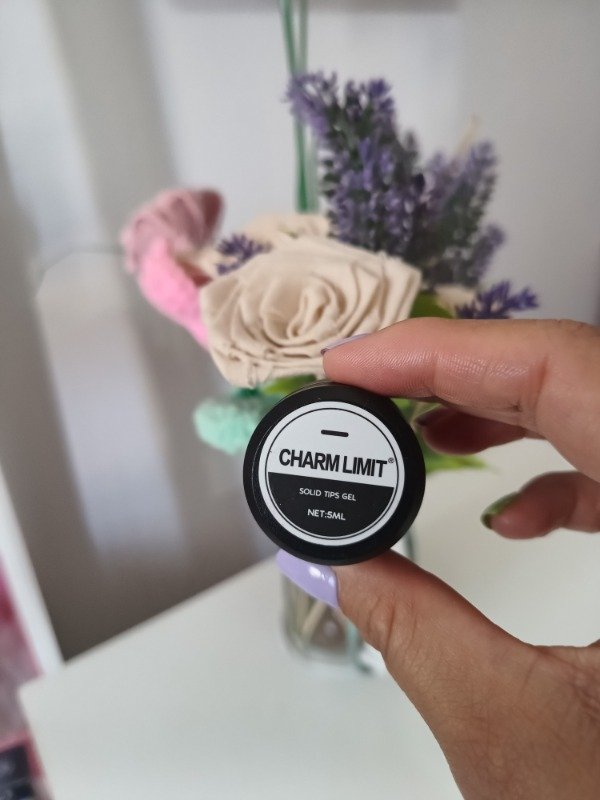 CHARM LIMIT®
SOLID TIPS GEL
NET:5ML